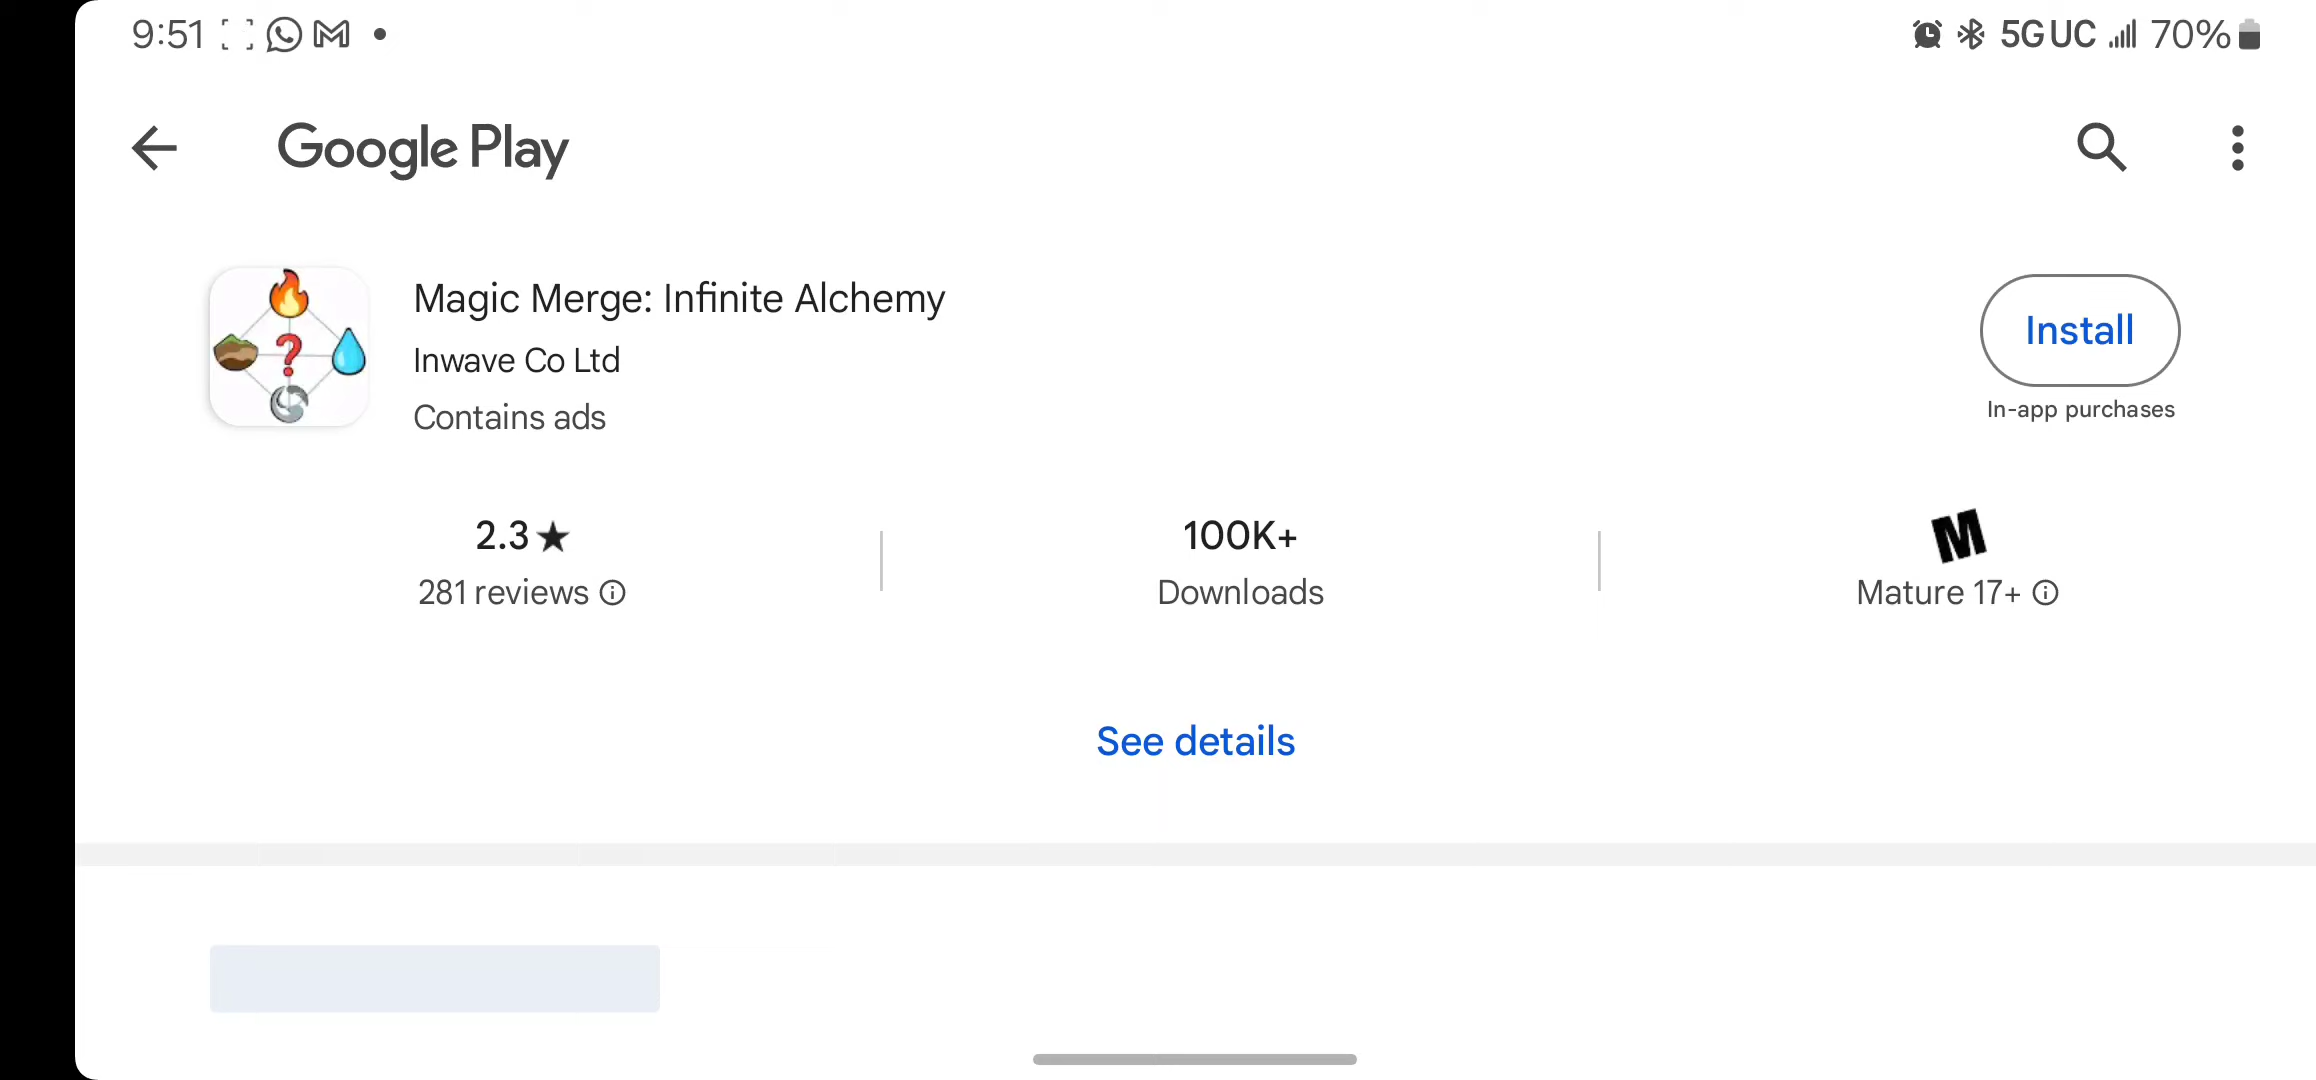 9:51 5G UC 70%
Google Play
Magic Merge: Infinite Alchemy
Inwave Co Ltd
Contains ads
Install
In-app purchases
2.3★ 100K+ M
281 reviews Downloads Mature 17+
See details